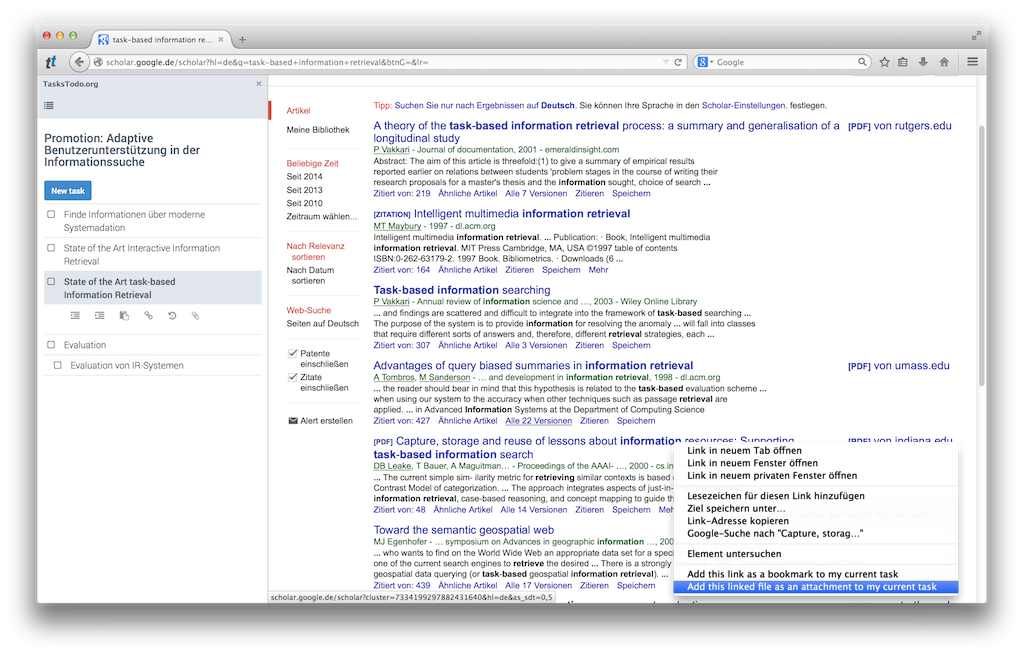 task-based information re...
scholar.google.de/scholar?hl=de&q=task-based+information+retrieval&btnG=&lr=
Google
TasksTodo.org
Promotion: Adaptive
Benutzerunterstützung in der
Informationssuche
New task
Finde Informationen über moderne
Systemadation
State of the Art Interactive Information
Retrieval
State of the Art task-based
Information Retrieval
Evaluation
Evaluation von IR-Systemen
Artikel
Meine Bibliothek
Beliebige Zeit
Seit 2014
Seit 2013
Seit 2010
Zeitraum wählen...
Nach Relevanz
sortieren
Nach Datum
sortieren
Web-Suche
Seiten auf Deutsch
Patente
einschließen
Zitate
einschließen
Alert erstellen
Tipp: Suchen Sie nur nach Ergebnissen auf Deutsch. Sie können Ihre Sprache in den Scholar-Einstellungen. festlegen.
A theory of the task-based information retrieval process: a summary and generalisation of a
longitudinal study
[PDF] von rutgers.edu
P Vakkari - Journal of documentation, 2001 - emeraldinsight.com
Abstract: The aim of this article is threefold:(1) to give a summary of empirical results
reported earlier on relations between students 'problem stages in the course of writing their
research proposals for a master's thesis and the information sought, choice of search ...
Zitiert von: 219 Ähnliche Artikel Alle 7 Versionen Zitieren Speichern
[ZITATION] Intelligent multimedia information retrieval
MT Maybury - 1997 - dl.acm.org
Intelligent multimedia information retrieval. ... Publication: · Book, Intelligent multimedia
information retrieval. MIT Press Cambridge, MA, USA ©1997 table of contents
ISBN:0-262-63179-2. 1997 Book. Bibliometrics. · Downloads (6 ...
Zitiert von: 164 Ähnliche Artikel Zitieren Speichern Mehr
Task-based information searching
P Vakkari - Annual review of information science and …, 2003 - Wiley Online Library
... and findings are scattered and difficult to integrate into the framework of task-based searching ...
The purpose of the system is to provide information for resolving the anomaly ... will fall into classes
that require different sorts of answers and, therefore, different retrieval strategies, each ...
Zitiert von: 307 Ähnliche Artikel Alle 3 Versionen Zitieren Speichern
Advantages of query biased summaries in information retrieval
[PDF] von umass.edu
A Tombros, M Sanderson - … and development in information retrieval, 1998 - dl.acm.org
... the reader should bear in mind that this hypothesis is related to the task-based evaluation scheme ...
when using our system to the accuracy when other techniques such as passage retrieval are
applied. ... in Advanced Information Systems at the Department of Computing Science
Zitiert von: 427 Ähnliche Artikel Alle 22 Versionen Zitieren Speichern
[PDF] Capture, storage and reuse of lessons about information resources: Supporting
task-based information search
[PDF] von indiana.edu
DB Leake, T Bauer, A Maguitman… - Proceedings of the AAAI- …, 2000 - cs.in
... The current simple sim- ilarity metric for retrieving similar contexts is based
Contrast Model of categorization. ... The approach integrates aspects of just-in-
information retrieval, case-based reasoning, and concept mapping to guide th
Zitiert von: 48 Ähnliche Artikel Alle 14 Versionen Zitieren Speichern Meh
Toward the semantic geospatial web
MJ Egenhofer - … symposium on Advances in geographic information …, 200
... who wants to find on the World Wide Web an appropriate data set for a speci
one of the current search engines to retrieve the desired ... There is a strongly
geospatial data querying (or task-based geospatial information retrieval). ...
Zitiert von: 439 Ähnliche Artikel Alle 17 Versionen Zitieren Speichern
Link in neuem Tab öffnen
Link in neuem Fenster öffnen
Link in neuem privaten Fenster öffnen
Lesezeichen für diesen Link hinzufügen
Ziel speichern unter…
Link-Adresse kopieren
Google-Suche nach "Capture, storag…"
Element untersuchen
Add this link as a bookmark to my current task
Add this linked file as an attachment to my current task
scholar.google.de/scholar?cluster=7334199297882431640&hl=de&as_sdt=0,5